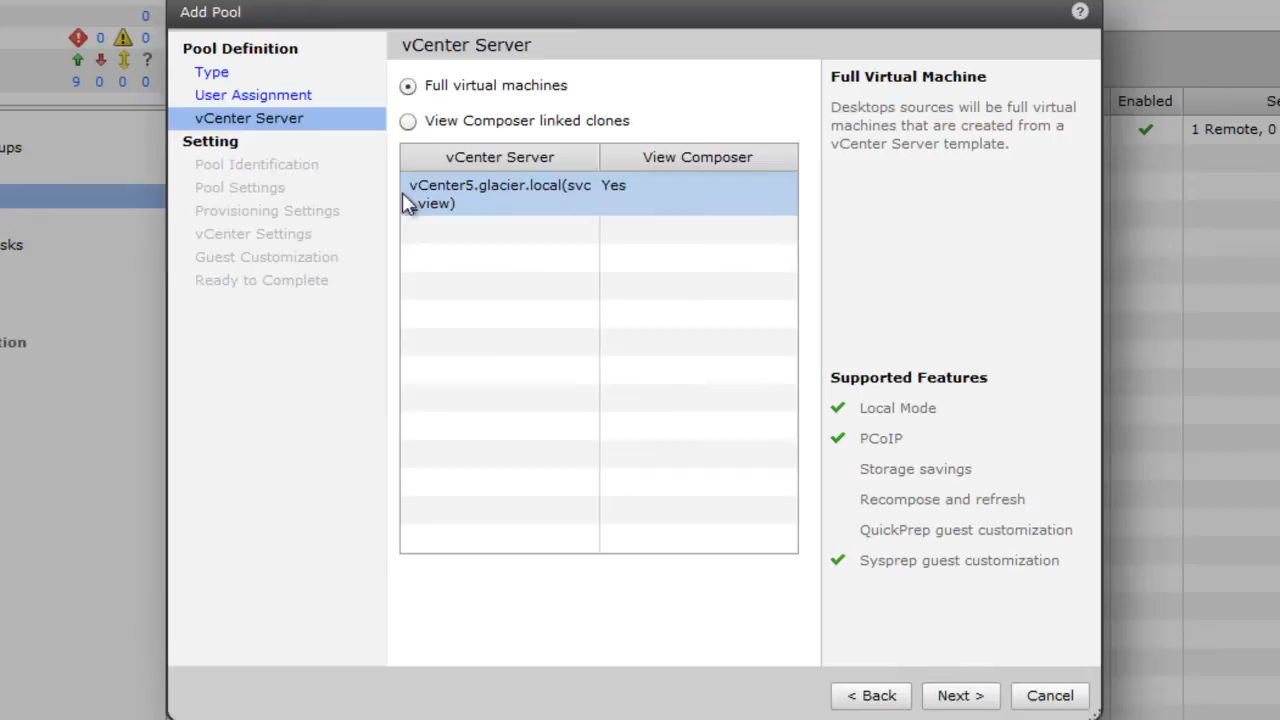 Add Pool
?
0
0
0
?
9
0
0
0
ups
sks
tion
Pool Definition
Type
User Assignment
vCenter Server
Setting
Pool Identification
Pool Settings
Provisioning Settings
vCenter Settings
Guest Customization
Ready to Complete
vCenter Server
Full virtual machines
View Composer linked clones
vCenter Server
View Composer
vCenter5.glacier.local(svc
view)
Yes
Full Virtual Machine
Desktops sources will be full virtual
machines that are created from a
vCenter Server template.
Supported Features
Local Mode
PCoIP
Storage savings
Recompose and refresh
QuickPrep guest customization
Sysprep guest customization
Enabled
Se
1 Remote, 0
< Back
Next >
Cancel